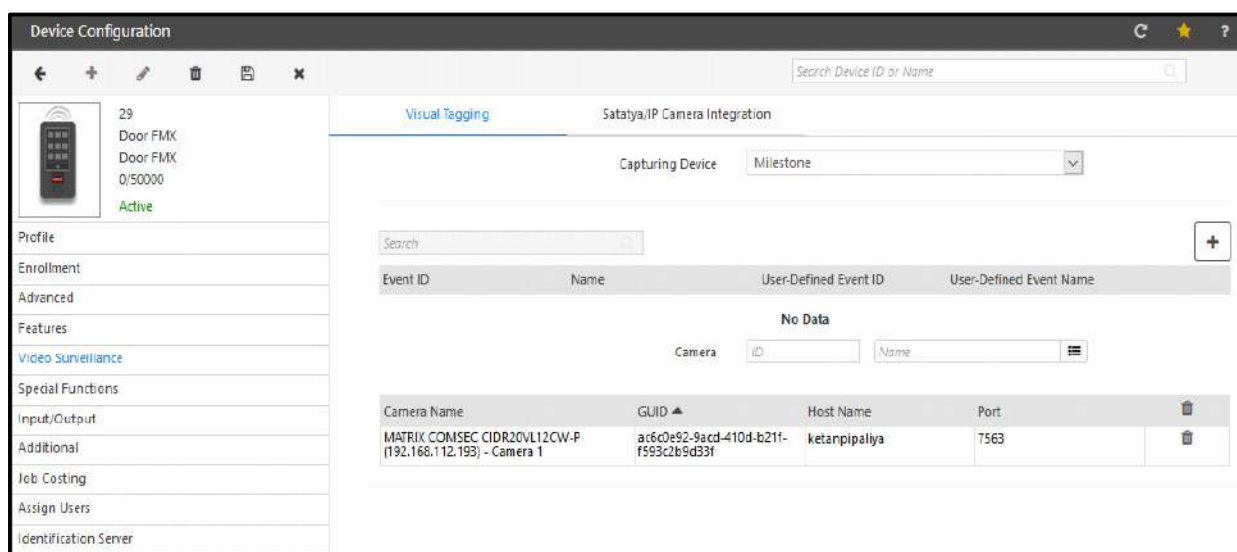 Device Configuration
?
Search Device ID or Name
29
Door FMX
Door FMX
0/50000
Active
Visual Tagging
Satatya/IP Camera Integration
Capturing Device
Milestone
Profile
Enrollment
Advanced
Features
Video Surveillance
Special Functions
Input/Output
Additional
Job Costing
Assign Users
Identification Server
Search
Event ID Name User-Defined Event ID User-Defined Event Name
No Data
Camera ID Name
Camera Name GUID Host Name Port
MATRIX COMSEC CIDR20VL12CW-P ac6c0e92-9acd-410d-b21f- ketanpipaliya 7563
(192.168.112.193) - Camera 1 f593c2b9d33f